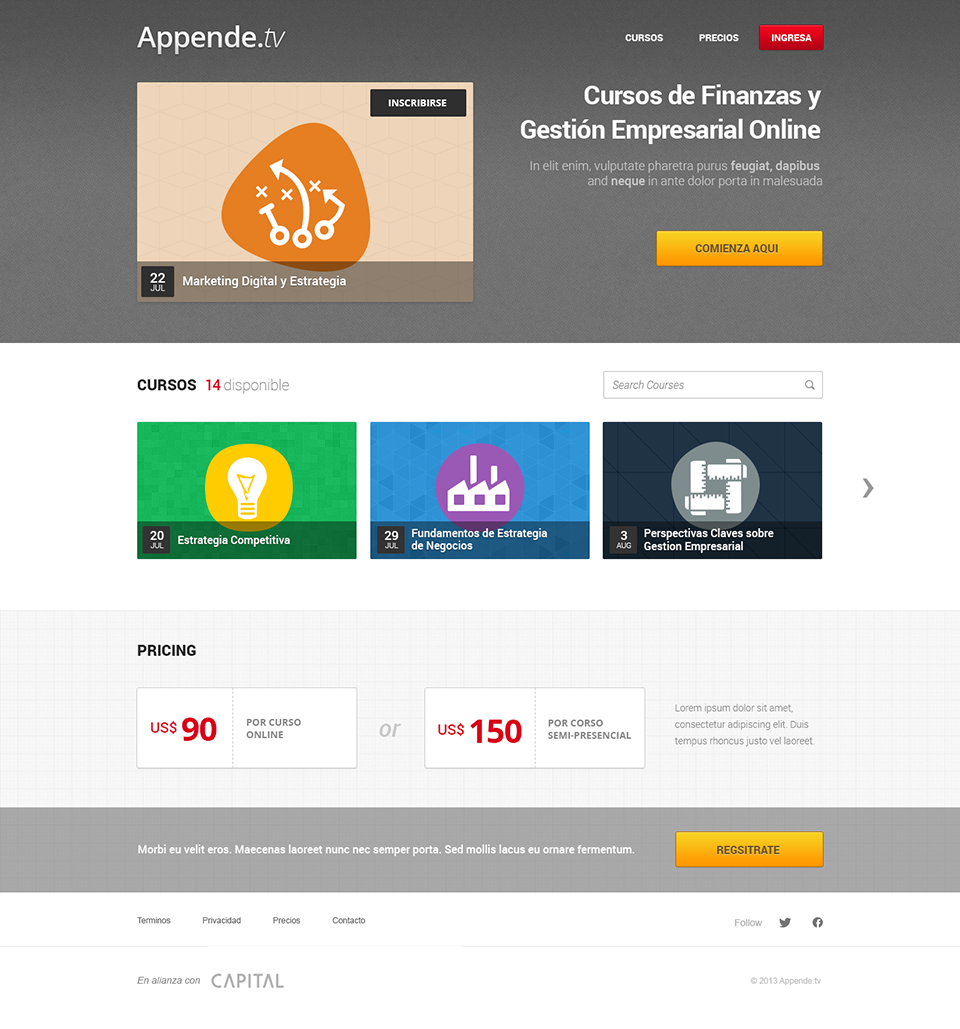 Appende.tv
CURSOS
PRECIOS
INGRESA
INSCRIBIRSE
22
JUL
Marketing Digital y Estrategia
Cursos de Finanzas y
Gestión Empresarial Online
In elit enim, vulputate pharetra purus feugiat, dapibus
and neque in ante dolor porta in malesuada
COMIENZA AQUI
CURSOS 14 disponible
Search Courses
20
JUL
Estrategia Competitiva
29
JUL
Fundamentos de Estrategia
de Negocios
3
AUG
Perspectivas Claves sobre
Gestion Empresarial
PRICING
US$ 90
POR CURSO
ONLINE
or
US$ 150
POR CORSO
SEMI-PRESENCIAL
Lorem ipsum dolor sit amet,
consectetur adipiscing elit. Duis
tempus rhoncus justo vel laoreet.
Morbi eu velit eros. Maecenas laoreet nunc nec semper porta. Sed mollis lacus eu ornare fermentum.
REGSITRATE
Terminos
Privacidad
Precios
Contacto
Follow
En alianza con CAPITAL
© 2013 Appende.tv